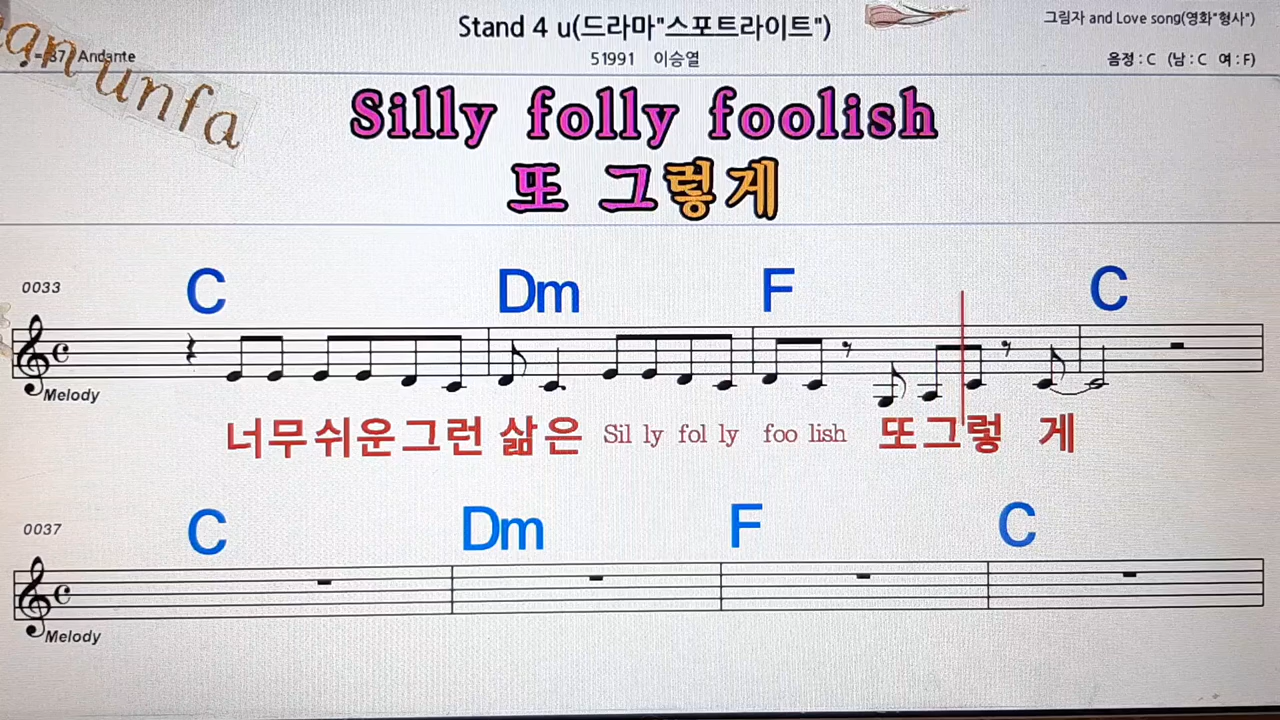 Stand 4 u(드라마"스포트라이트")
그림자 and Love song(영화"형사")
Andante
51991 이승열
음정 : C (남 : C 여 : F)
unfa
Silly folly foolish
또 그렇게
0033
C Dm F C
Melody
너무쉬운그런 삶은 Sil ly fol ly foo lish 또그렇 게
0037
C Dm F C
Melody